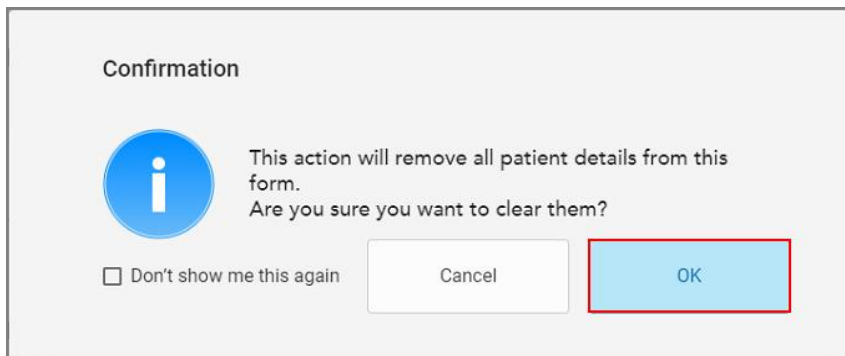 Confirmation
This action will remove all patient details from this
form.
Are you sure you want to clear them?
Don't show me this again
Cancel
OK